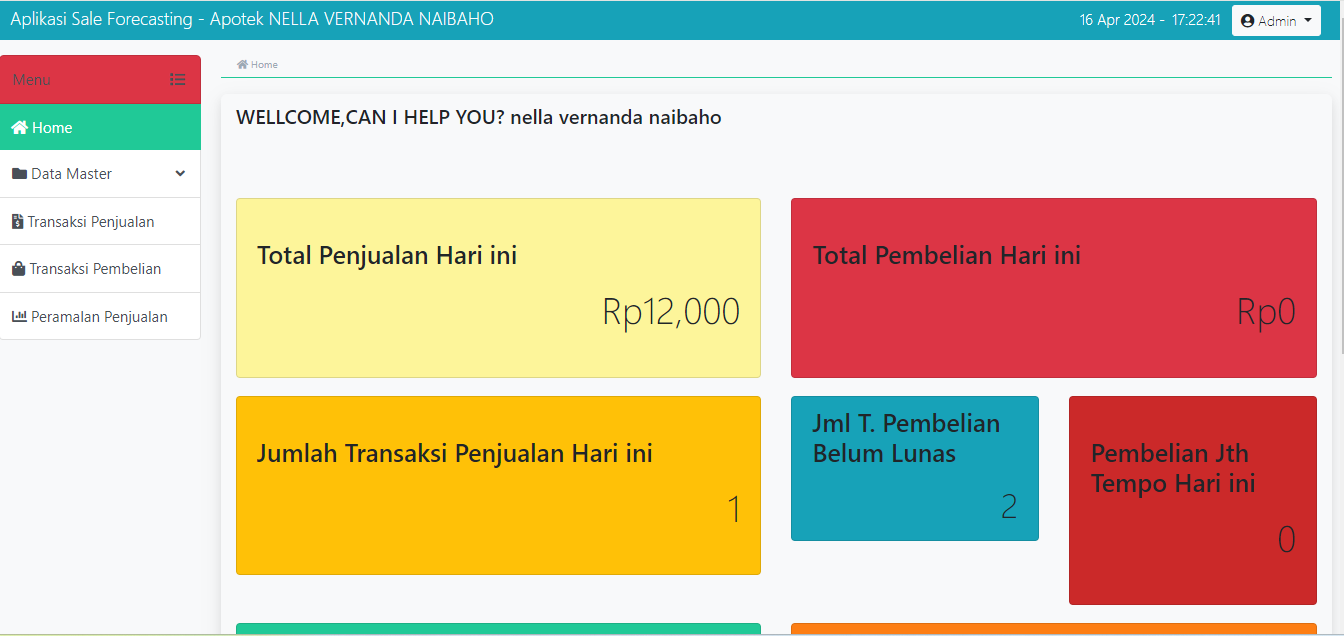 Aplikasi Sale Forecasting - Apotek NELLA VERNANDA NAIBAHO
16 Apr 2024 - 17:22:41
Admin
Menu
Home
Data Master
Transaksi Penjualan
Transaksi Pembelian
Peramalan Penjualan
Home
WELLCOME,CAN I HELP YOU? nella vernanda naibaho
Total Penjualan Hari ini
Rp12,000
Total Pembelian Hari ini
Rp0
Jumlah Transaksi Penjualan Hari ini
1
Jml T. Pembelian
Belum Lunas
2
Pembelian Jth
Tempo Hari ini
0